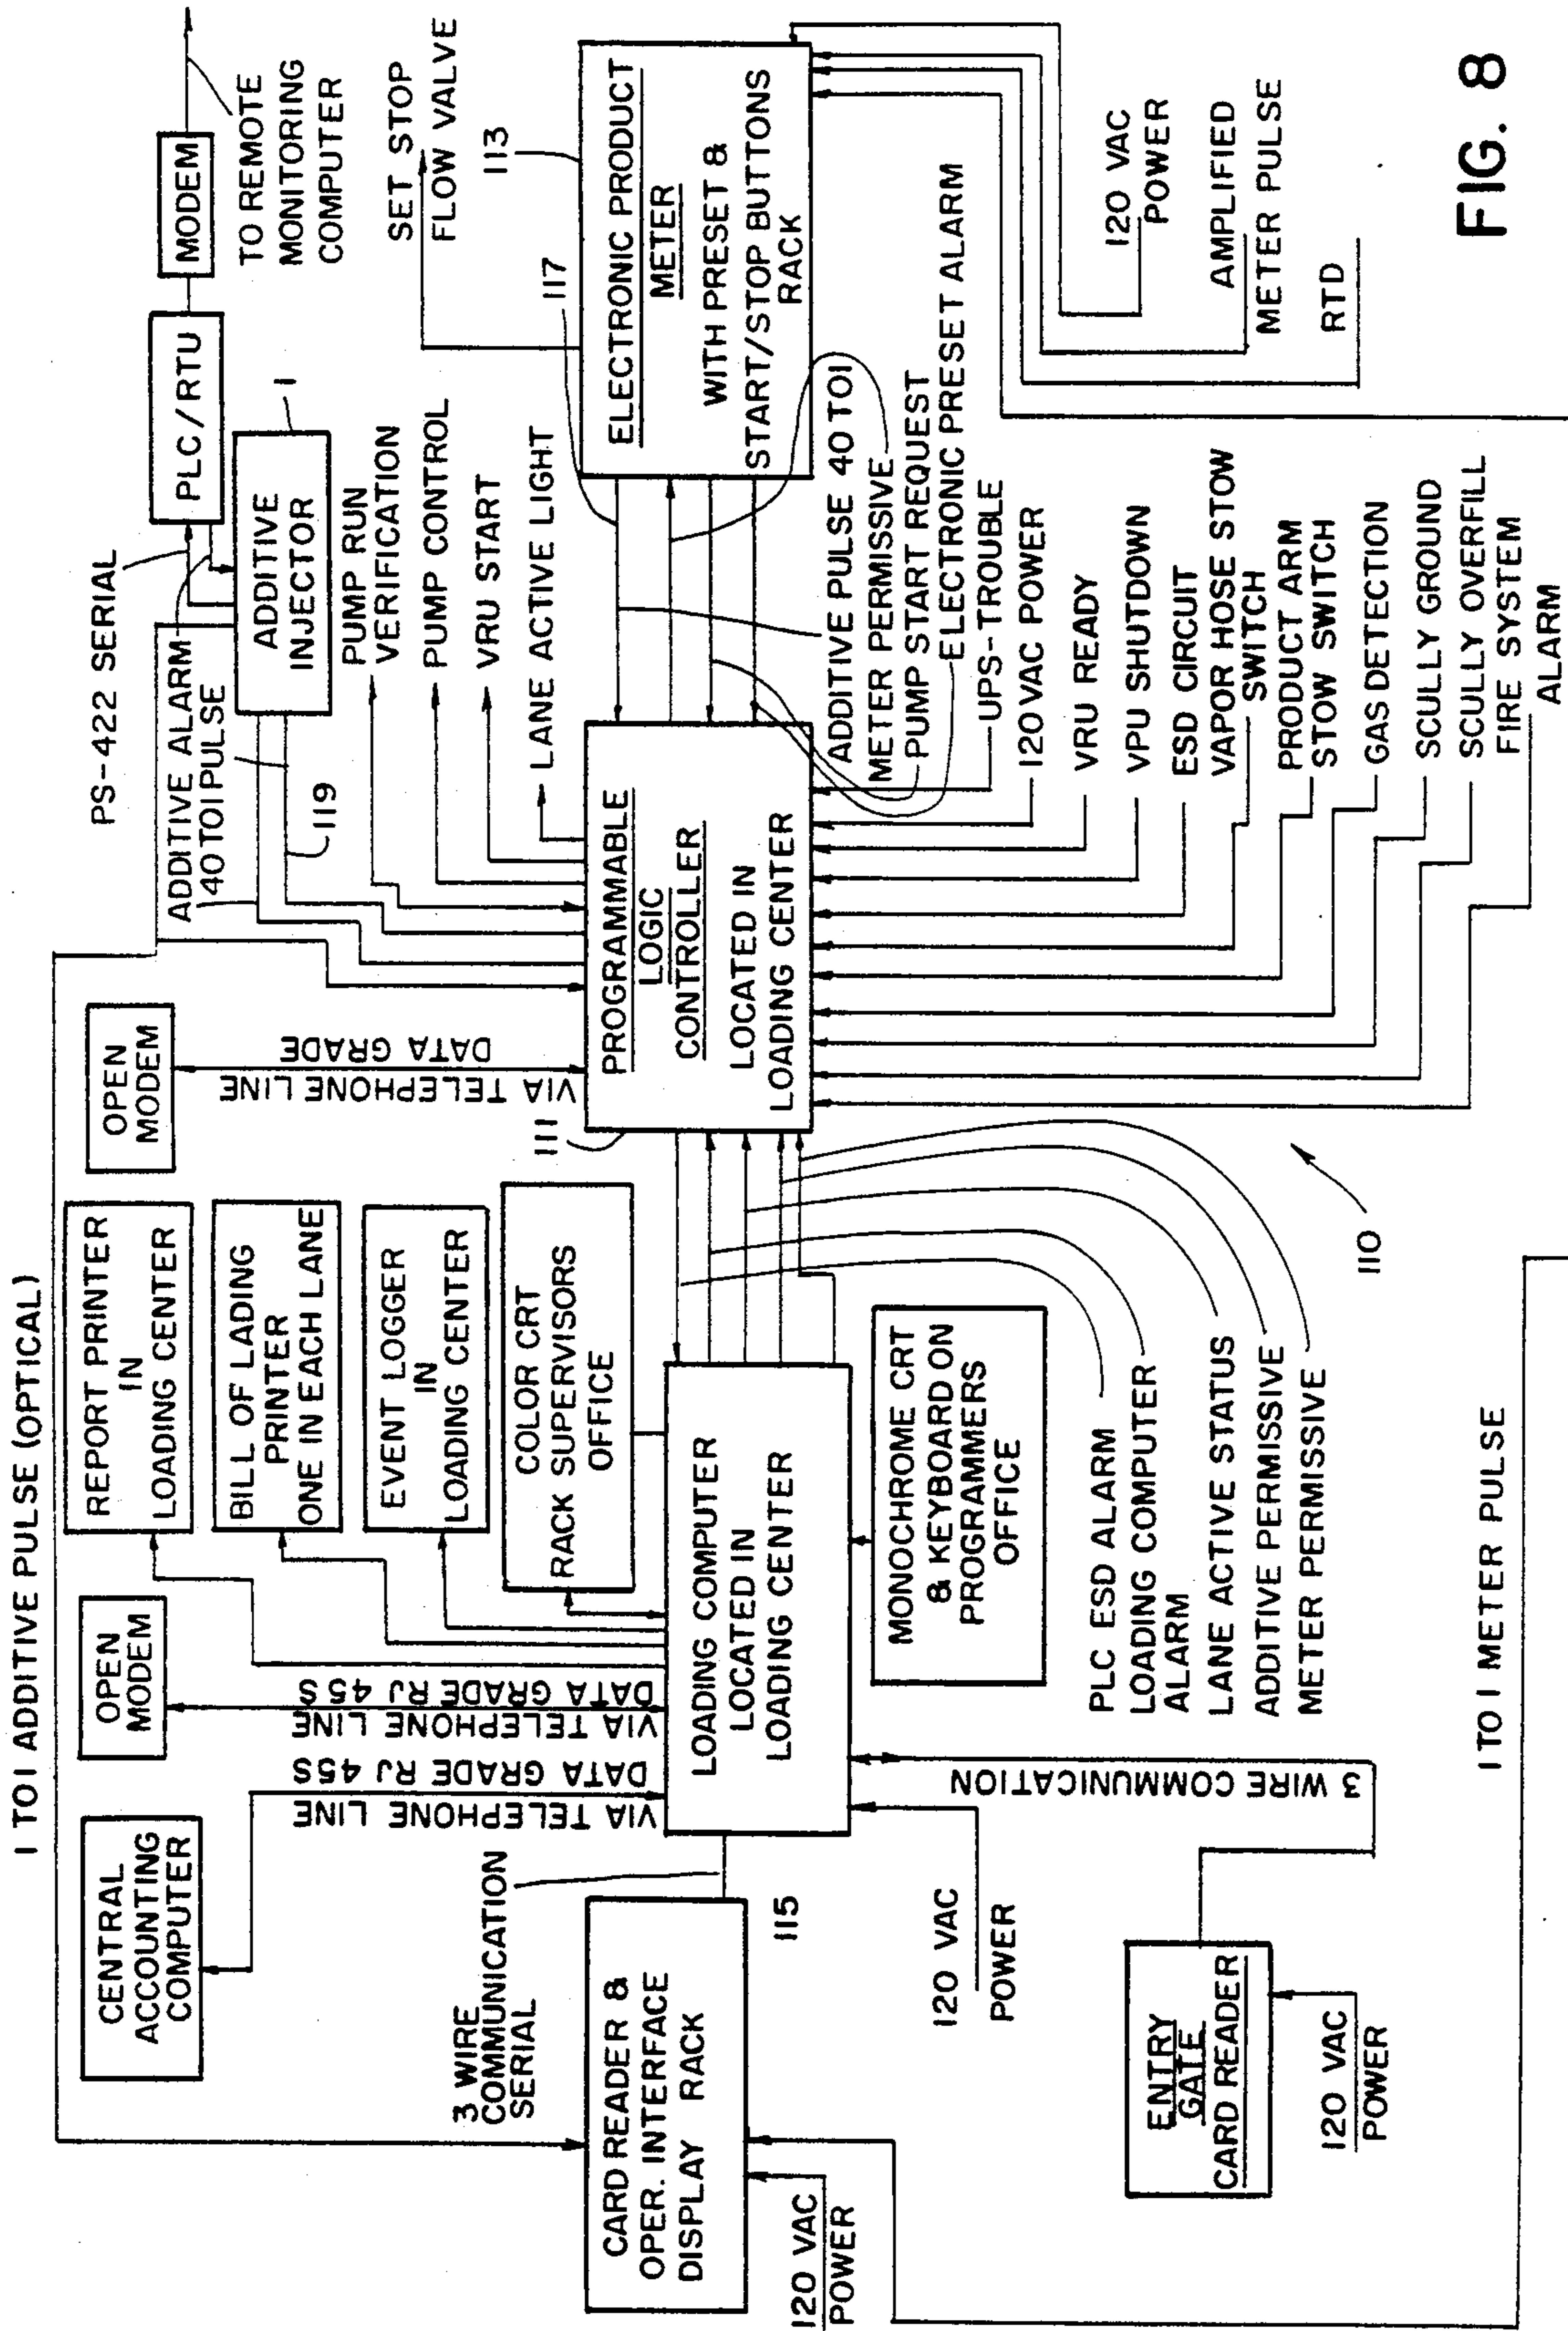 1 TO 1 ADDITIVE PULSE (OPTICAL)
CENTRAL
ACCOUNTING
COMPUTER
OPEN
MODEM
REPORT PRINTER
IN
LOADING CENTER
BILL OF LADING
PRINTER
ONE IN EACH LANE
EVENT LOGGER
IN
LOADING CENTER
COLOR CRT
RACK SUPERVISORS
OFFICE
OPEN
MODEM
VIA TELEPHONE LINE
DATA GRADE
VIA TELEPHONE LINE
DATA GRADE RJ 45S
VIA TELEPHONE LINE
DATA GRADE RJ 45S
PS-422 SERIAL
ADDITIVE ALARM
40 TO 1 PULSE
119
PLC/RTU
MODEM
TO REMOTE
MONITORING
COMPUTER
ADDITIVE
INJECTOR
1
PUMP RUN
VERIFICATION
PUMP CONTROL
VRU START
LANE ACTIVE LIGHT
SET STOP
FLOW VALVE
113
117
111
3 WIRE
COMMUNICATION
SERIAL
CARD READER &
OPER. INTERFACE
DISPLAY RACK
115
LOADING COMPUTER
LOCATED IN
LOADING CENTER
PROGRAMMABLE
LOGIC
CONTROLLER
LOCATED IN
LOADING CENTER
ELECTRONIC PRODUCT
METER
WITH PRESET &
START/STOP BUTTONS
RACK
120 VAC
POWER
120 VAC
POWER
3 WIRE COMMUNICATION
MONOCHROME CRT
& KEYBOARD ON
PROGRAMMERS
OFFICE
PLC ESD ALARM
LOADING COMPUTER
ALARM
LANE ACTIVE STATUS
ADDITIVE PERMISSIVE
METER PERMISSIVE
110
ADDITIVE PULSE 40 TO 1
METER PERMISSIVE
PUMP START REQUEST
ELECTRONIC PRESET ALARM
UPS-TROUBLE
120 VAC POWER
VRU READY
VPU SHUTDOWN
ESD CIRCUIT
VAPOR HOSE STOW
SWITCH
PRODUCT ARM
STOW SWITCH
GAS DETECTION
SCULLY GROUND
SCULLY OVERFILL
FIRE SYSTEM
ALARM
120 VAC
POWER
AMPLIFIED
METER PULSE
RTD
ENTRY
GATE
CARD READER
120 VAC
POWER
1 TO 1 METER PULSE
FIG. 8